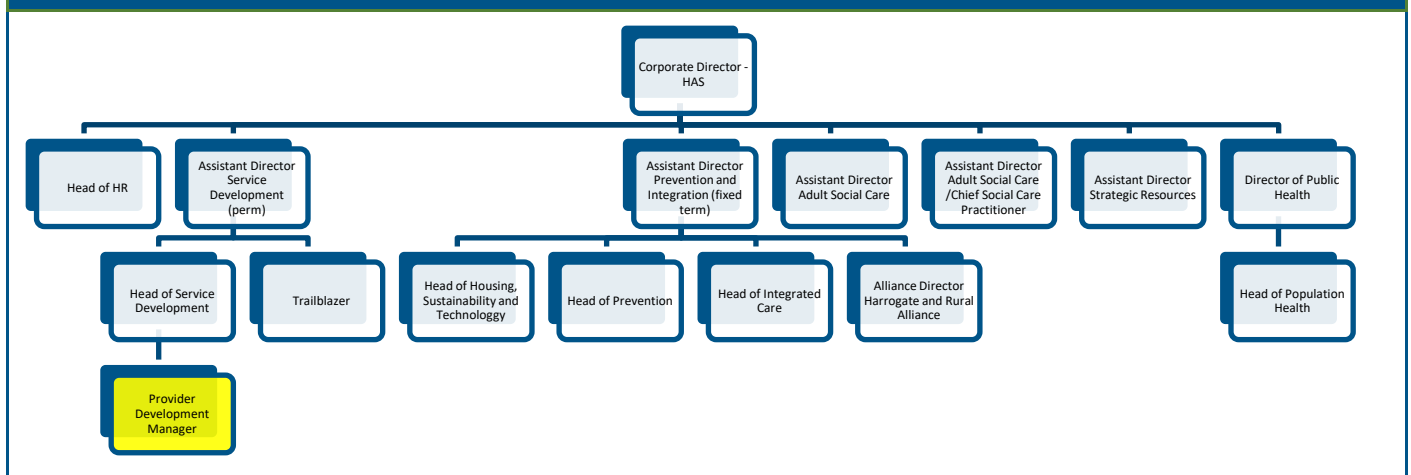 Corporate Director -
HAS
Head of HR
Assistant Director
Service
Development
(perm)
Assistant Director
Prevention and
Integration (fixed
term)
Assistant Director
Adult Social Care
Assistant Director
Adult Social Care
/Chief Social Care
Practitioner
Assistant Director
Strategic Resources
Director of Public
Health
Head of Service
Development
Trailblazer
Head of Housing,
Sustainability and
Technologgy
Head of Prevention
Head of Integrated
Care
Alliance Director
Harrogate and Rural
Alliance
Head of Population
Health
Provider
Development
Manager